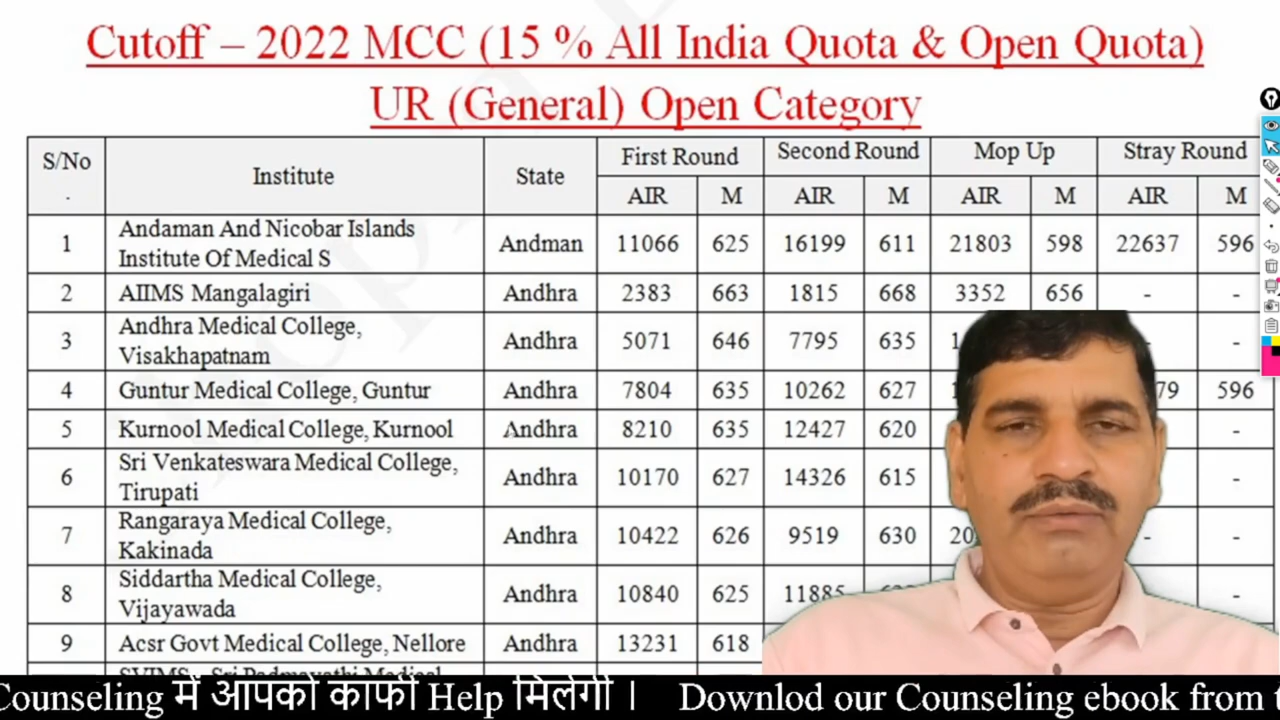 Cutoff – 2022 MCC (15 % All India Quota & Open Quota)
UR (General) Open Category
S/No. Institute State First Round Second Round Mop Up Stray Round
AIR M AIR M AIR M AIR M
1 Andaman And Nicobar Islands Institute Of Medical S Andman 11066 625 16199 611 21803 598 22637 596
2 AIIMS Mangalagiri Andhra 2383 663 1815 668 3352 656 - -
3 Andhra Medical College, Visakhapatnam Andhra 5071 646 7795 635 - -
4 Guntur Medical College, Guntur Andhra 7804 635 10262 627 596
5 Kurnool Medical College, Kurnool Andhra 8210 635 12427 620 -
6 Sri Venkateswara Medical College, Tirupati Andhra 10170 627 14326 615 -
7 Rangaraya Medical College, Kakinada Andhra 10422 626 9519 630 - -
8 Siddartha Medical College, Vijayawada Andhra 10840 625 11885 -
9 Acsr Govt Medical College, Nellore Andhra 13231 618
Counseling में आपको काफी Help मिलेगी । Downlod our Counseling ebook from